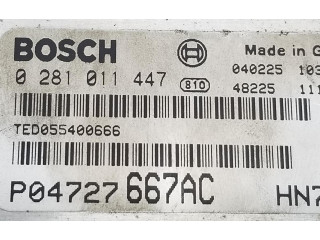 BOSCH Made in G
0 281 011 447 810 040225 103
48225 111
TED055400666
P04727 667AC HN7